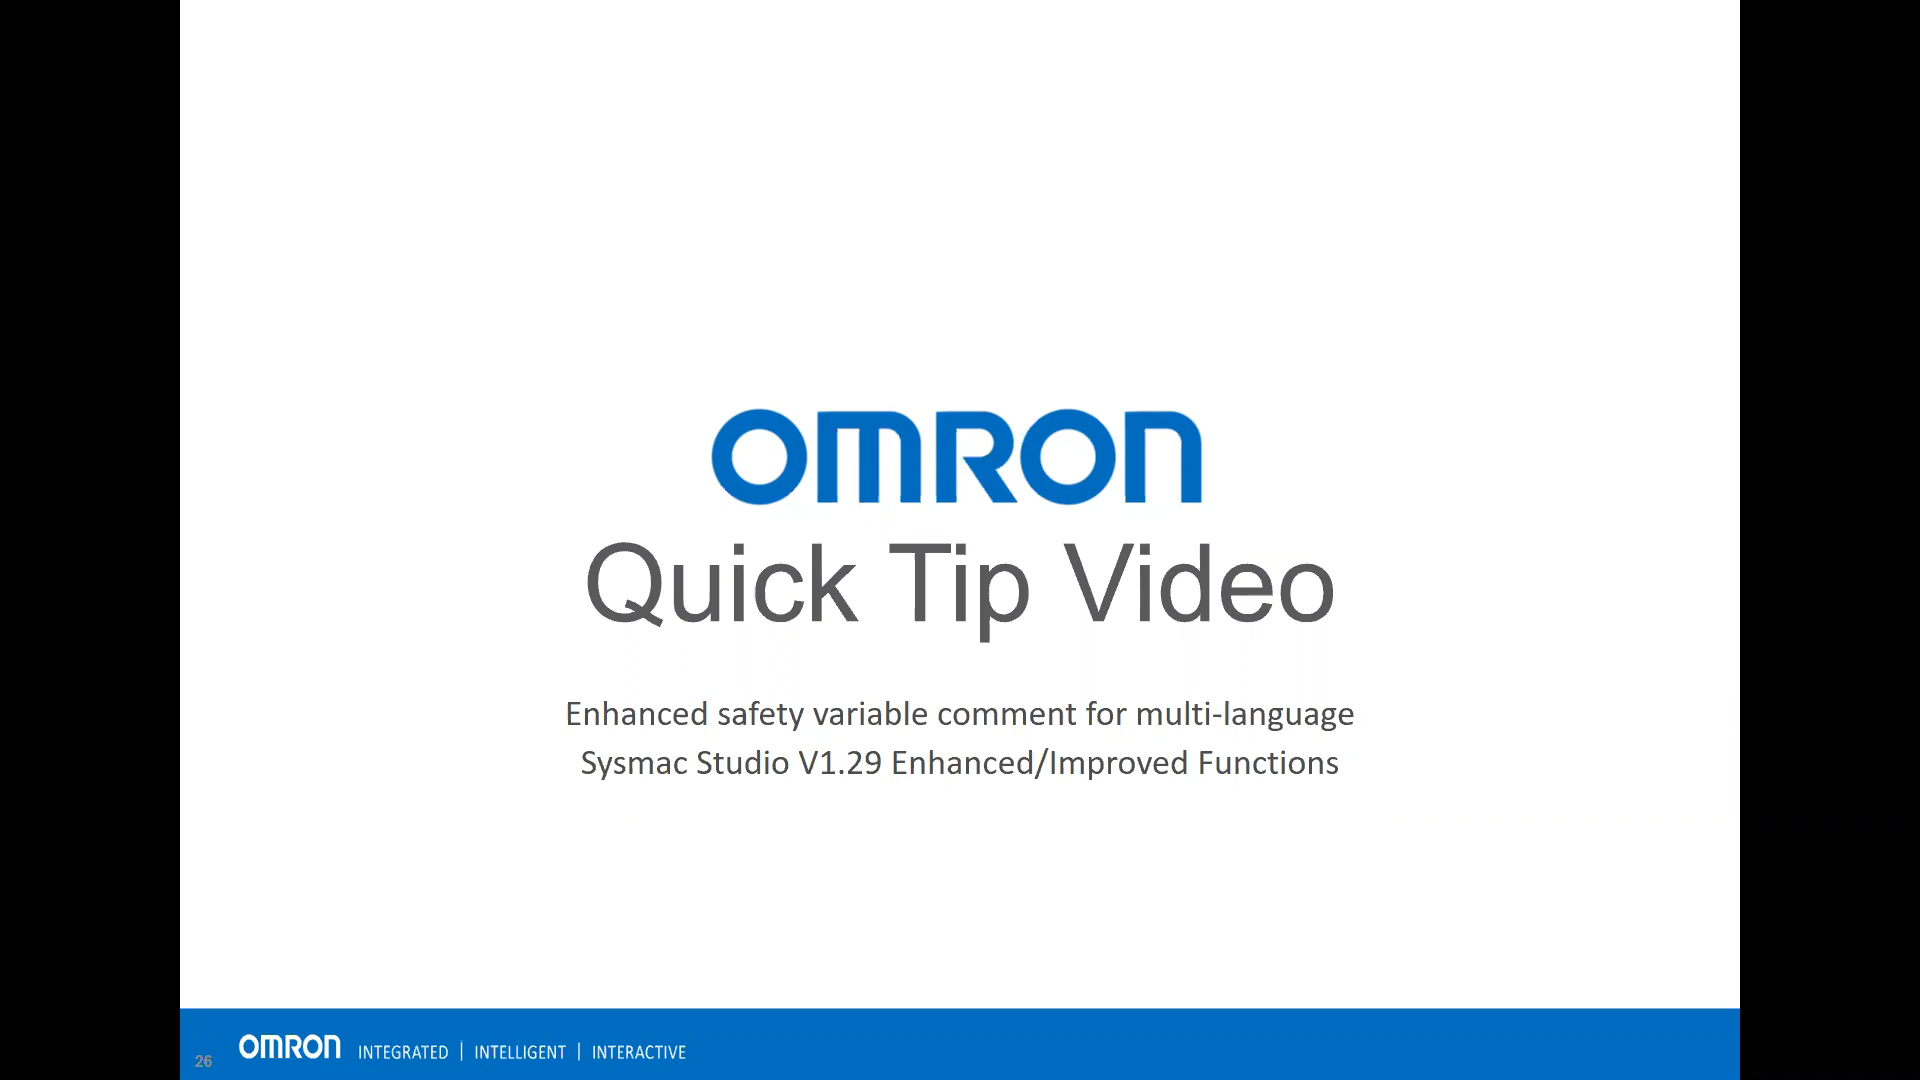 OMRON
Quick Tip Video
Enhanced safety variable comment for multi-language
Sysmac Studio V1.29 Enhanced/Improved Functions
26 OMRON INTEGRATED | INTELLIGENT | INTERACTIVE